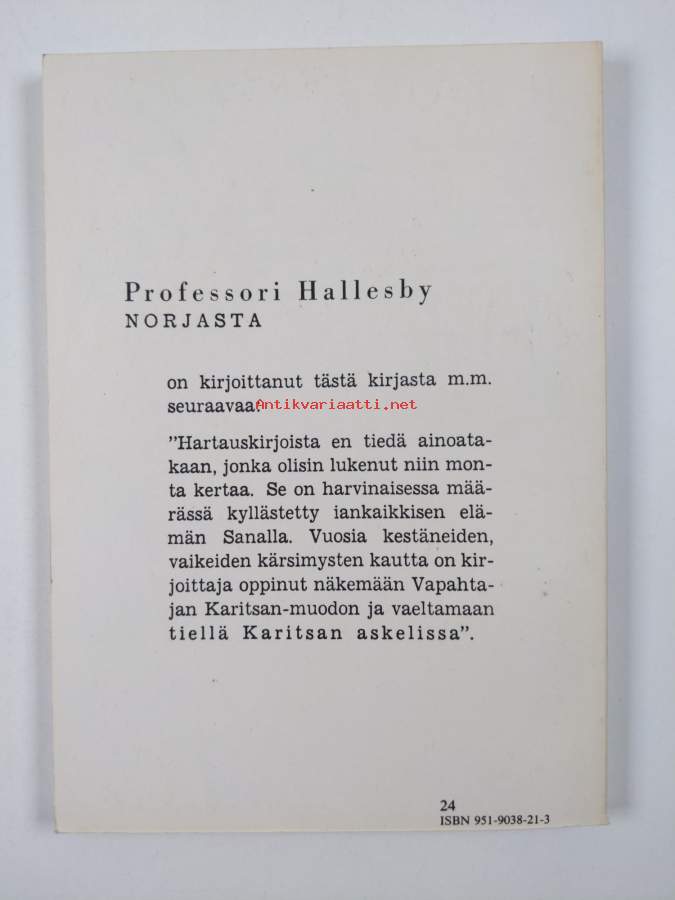 Professori Hallesby
NORJASTA
on kirjoittanut tästä kirjasta m.m.
seuraavaa:
Antikvariaatti.net
"Hartauskirjoista en tiedä ainoata-
kaan, jonka olisin lukenut niin mon-
ta kertaa. Se on harvinaisessa mää-
rässä kyllästetty iankaikkisen elä-
män Sanalla. Vuosia kestäneiden,
vaikeiden kärsimysten kautta on kir-
joittaja oppinut näkemään Vapahta-
jan Karitsan-muodon ja vaeltamaan
tiellä Karitsan askelissa".
24
ISBN 951-9038-21-3